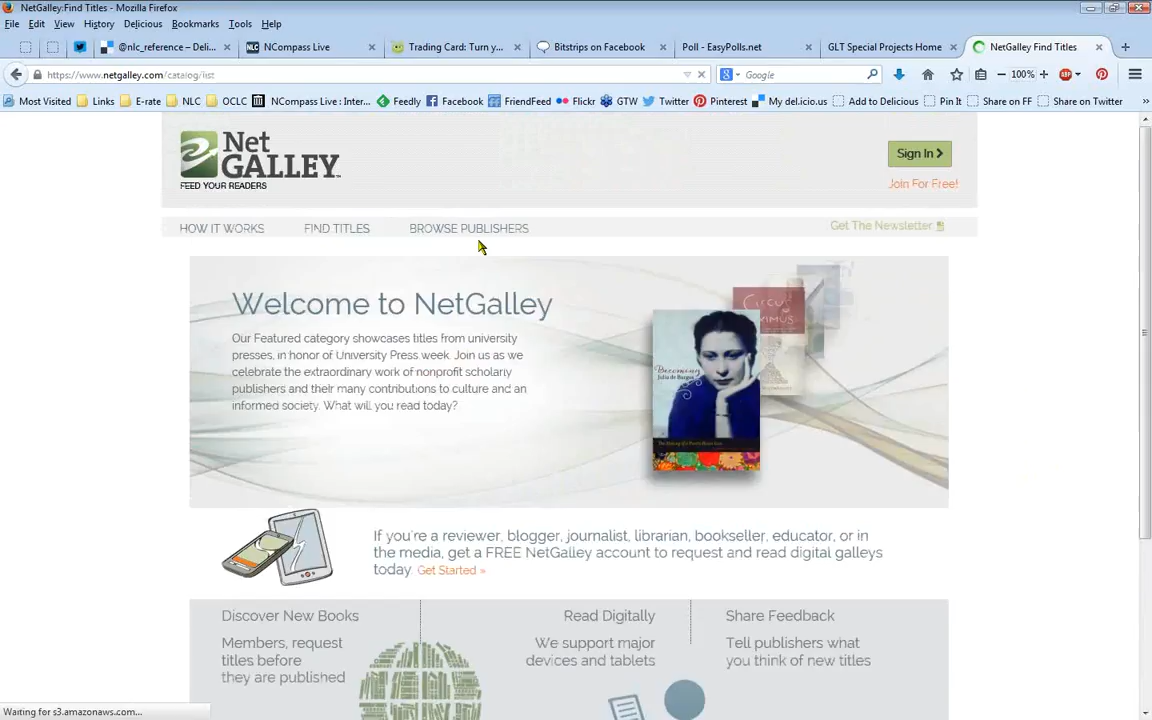 NetGalley:Find Titles - Mozilla Firefox
File Edit View History Delicious Bookmarks Tools Help
@nlc_reference – Deli... NCompass Live Trading Card: Turn y... Bitstrips on Facebook Poll - EasyPolls.net GLT Special Projects Home NetGalley Find Titles
https://www.netgalley.com/catalog/list Google 100%
Most Visited Links E-rate NLC OCLC NCompass Live : Inter... Feedly Facebook FriendFeed Flickr GTW Twitter Pinterest My del.icio.us Add to Delicious Pin It Share on FF Share on Twitter
Net
GALLEY
FEED YOUR READERS
Sign In
Join For Free!
HOW IT WORKS FIND TITLES BROWSE PUBLISHERS Get The Newsletter
Welcome to NetGalley
Our Featured category showcases titles from university
presses, in honor of University Press week. Join us as we
celebrate the extraordinary work of nonprofit scholarly
publishers and their many contributions to culture and an
informed society. What will you read today?
Becoming
Julia de Burgos
If you're a reviewer, blogger, journalist, librarian, bookseller, educator, or in
the media, get a FREE NetGalley account to request and read digital galleys
today. Get Started »
Discover New Books
Members, request
titles before
they are published
Read Digitally
We support major
devices and tablets
Share Feedback
Tell publishers what
you think of new titles
Waiting for s3.amazonaws.com...